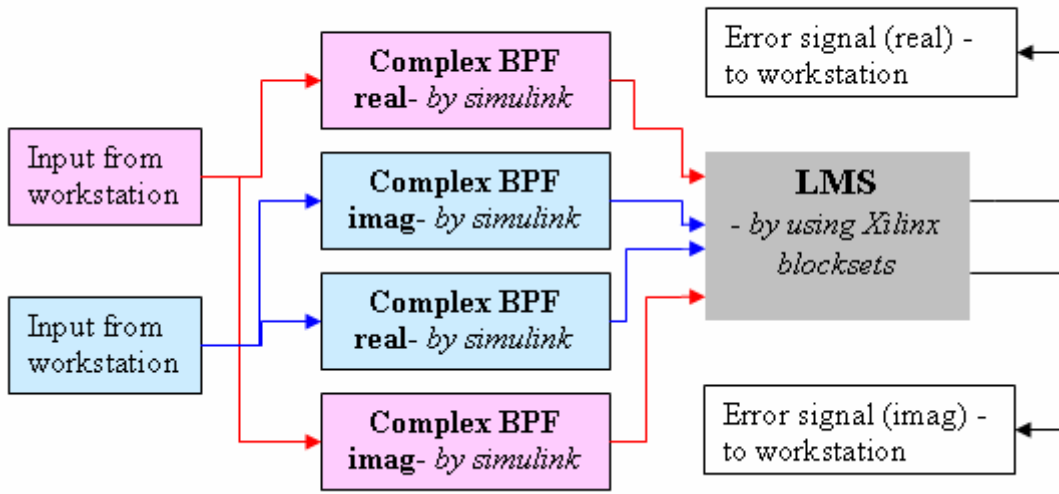 Input from
workstation
Input from
workstation
Complex BPF
real- by simulink
Complex BPF
imag- by simulink
Complex BPF
real- by simulink
Complex BPF
imag- by simulink
LMS
- by using Xilinx
blocksets
Error signal (real) -
to workstation
Error signal (imag) -
to workstation